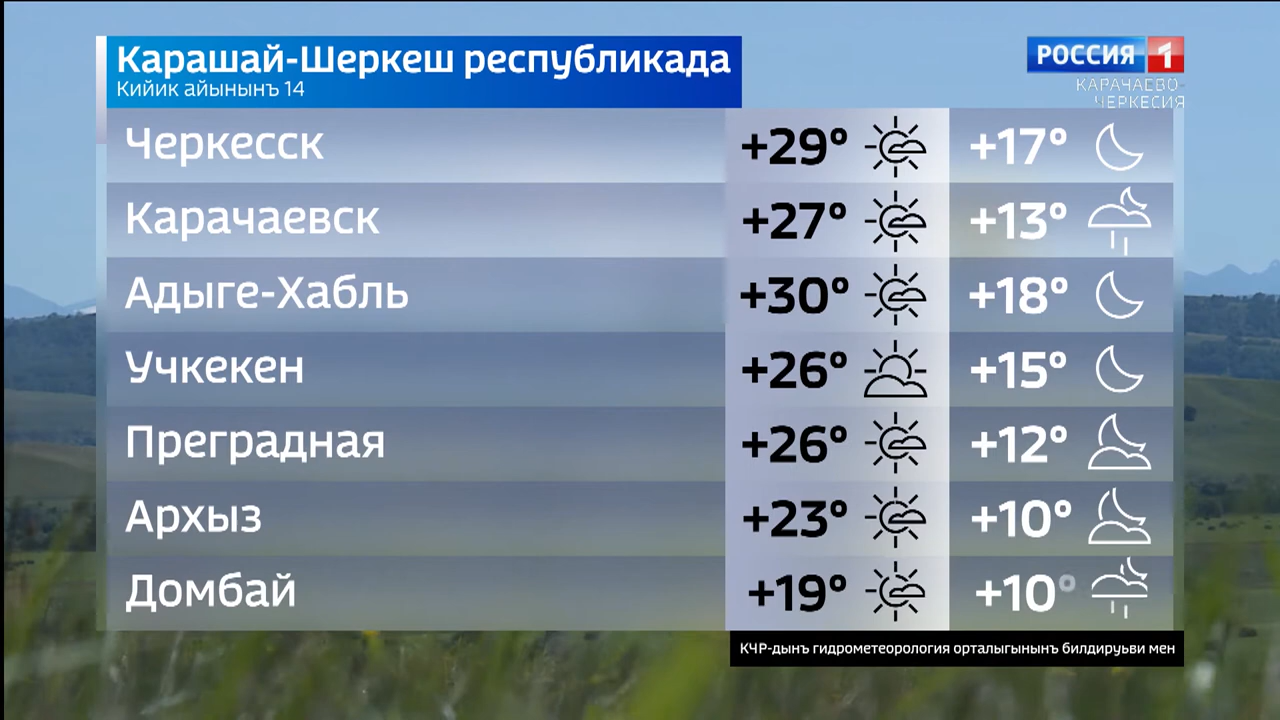 Карашай-Шеркеш республикада
Кийик айынынъ 14
РОССИЯ 1
КАРАЧАЕВО-
ЧЕРКЕСИЯ
Черкесск +29° +17°
Карачаевск +27° +13°
Адыге-Хабль +30° +18°
Учкекен +26° +15°
Преградная +26° +12°
Архыз +23° +10°
Домбай +19° +10°
КЧР-дынъ гидрометеорология орталыгынынъ билдируьви мен